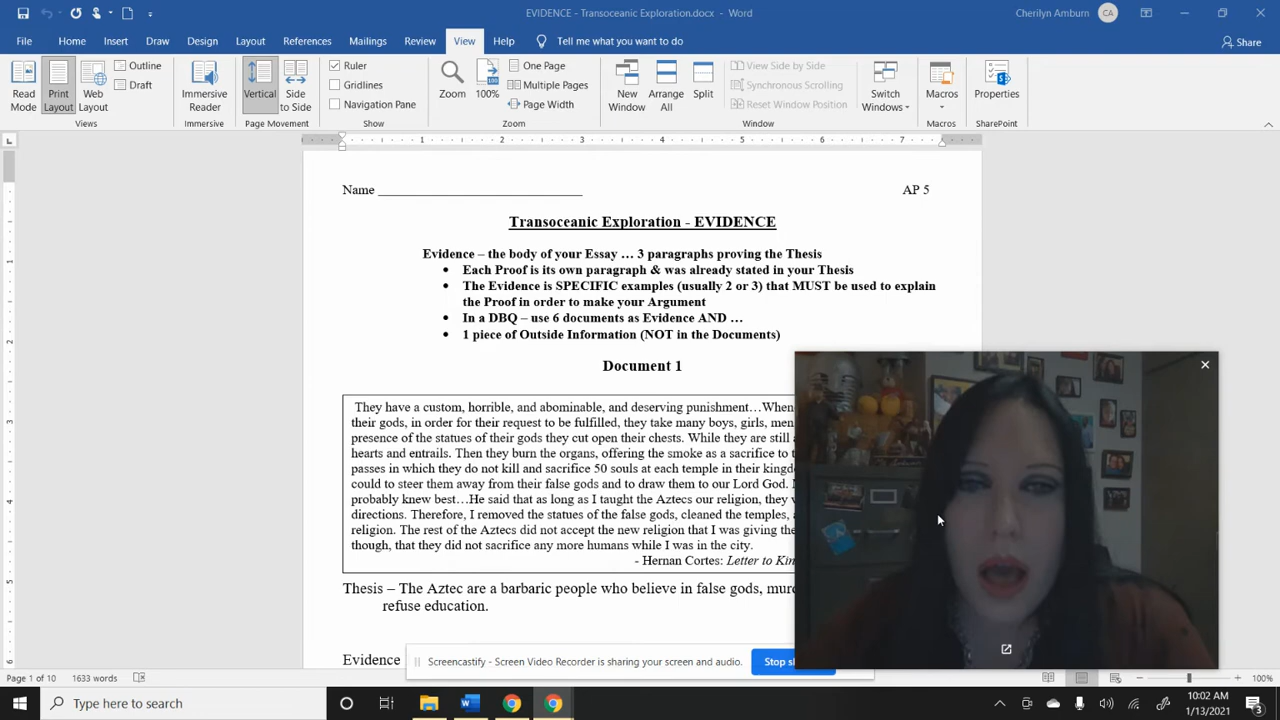 EVIDENCE - Transoceanic Exploration.docx - Word
Cherilyn Amburn CA
File Home Insert Draw Design Layout References Mailings Review View Help Tell me what you want to do Share
Read Mode
Print Layout
Web Layout
Outline
Draft
Views
Immersive Reader
Immersive
Vertical
Side to Side
Page Movement
Ruler
Gridlines
Navigation Pane
Show
Zoom
100%
One Page
Multiple Pages
Page Width
Zoom
New Window
Arrange All
Split
View Side by Side
Synchronous Scrolling
Reset Window Position
Window
Switch Windows
Macros
Macros
Properties
SharePoint
1 2 3 4 5 6 7
Name ______________________________ AP 5
Transoceanic Exploration - EVIDENCE
Evidence – the body of your Essay … 3 paragraphs proving the Thesis
• Each Proof is its own paragraph & was already stated in your Thesis
• The Evidence is SPECIFIC examples (usually 2 or 3) that MUST be used to explain
the Proof in order to make your Argument
• In a DBQ – use 6 documents as Evidence AND …
• 1 piece of Outside Information (NOT in the Documents)
Document 1
They have a custom, horrible, and abominable, and deserving punishment…Whene
their gods, in order for their request to be fulfilled, they take many boys, girls, men
presence of the statues of their gods they cut open their chests. While they are still a
hearts and entrails. Then they burn the organs, offering the smoke as a sacrifice to t
passes in which they do not kill and sacrifice 50 souls at each temple in their kingd
could to steer them away from their false gods and to draw them to our Lord God.
probably knew best…He said that as long as I taught the Aztecs our religion, they w
directions. Therefore, I removed the statues of the false gods, cleaned the temples, a
religion. The rest of the Aztecs did not accept the new religion that I was giving the
though, that they did not sacrifice any more humans while I was in the city.
- Hernan Cortes: Letter to Kin
Thesis – The Aztec are a barbaric people who believe in false gods, murd
refuse education.
Evidence
Screencastify - Screen Video Recorder is sharing your screen and audio. Stop s
Page 1 of 10 1633 words 100%
Type here to search
10:02 AM
1/13/2021
3